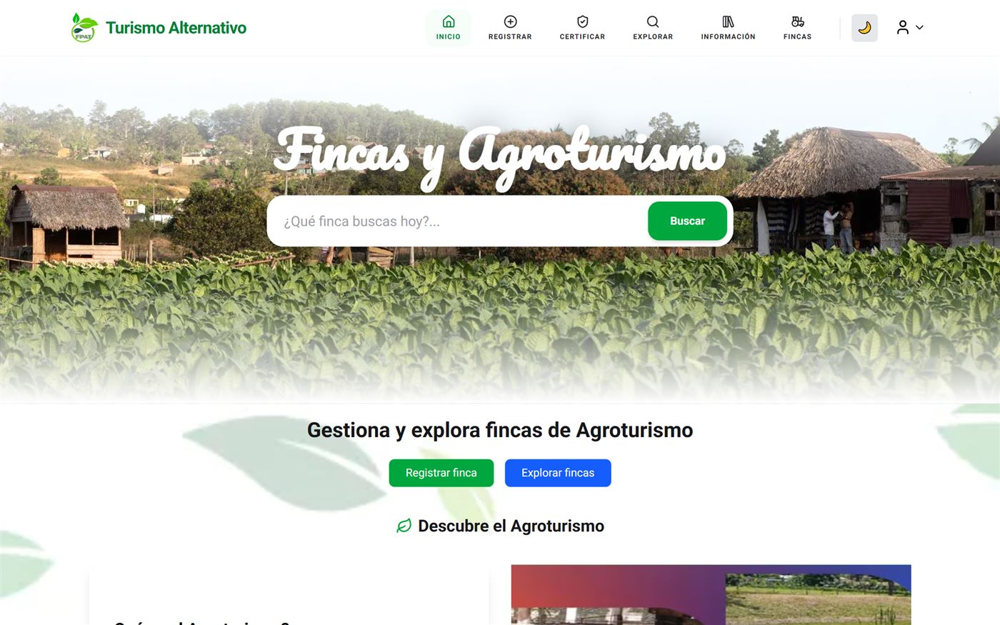 FPAT
Turismo Alternativo
INICIO
REGISTRAR
CERTIFICAR
EXPLORAR
INFORMACIÓN
FINCAS
Fincas y Agroturismo
¿Qué finca buscas hoy?...
Buscar
Gestiona y explora fincas de Agroturismo
Registrar finca
Explorar fincas
Descubre el Agroturismo